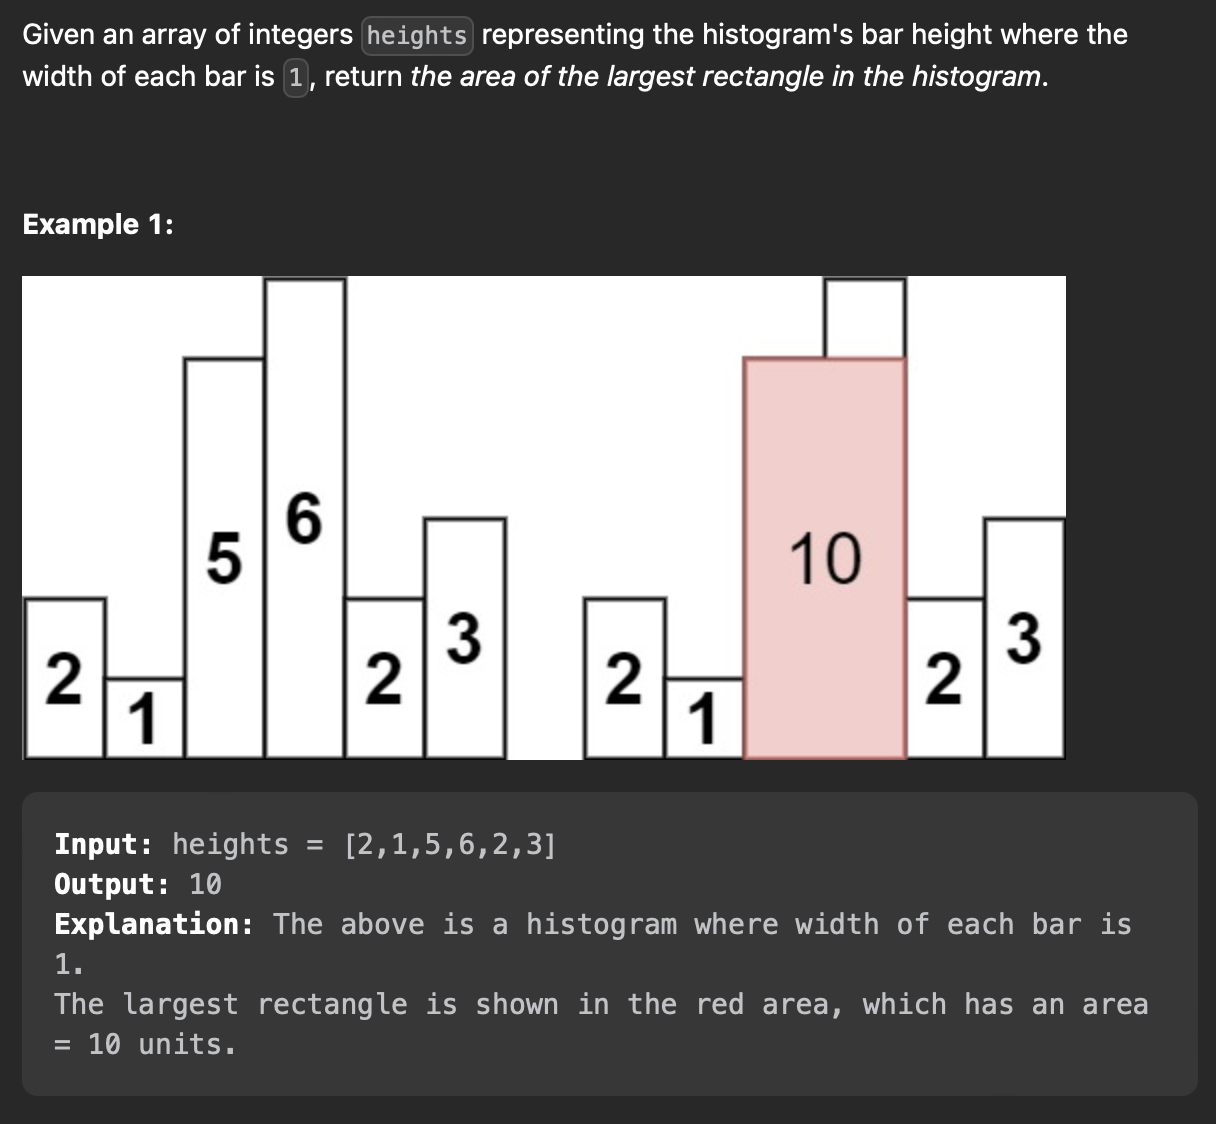 Given an array of integers heights representing the histogram's bar height where the
width of each bar is 1, return the area of the largest rectangle in the histogram.
Example 1:
2
1
5
6
2
3
2
1
10
2
3
Input: heights = [2,1,5,6,2,3]
Output: 10
Explanation: The above is a histogram where width of each bar is
1.
The largest rectangle is shown in the red area, which has an area
= 10 units.